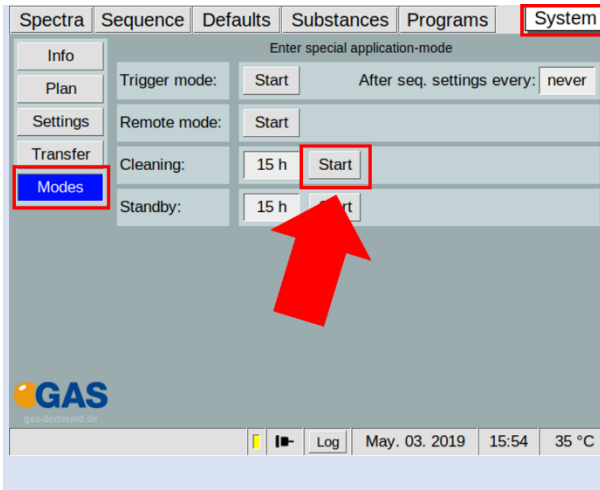 Spectra Sequence Defaults Substances Programs System
Info
Plan
Settings
Transfer
Modes
Enter special application-mode
Trigger mode: Start After seq. settings every: never
Remote mode: Start
Cleaning: 15 h Start
Standby: 15 h
GAS
gas-dortmund.de
Log May. 03. 2019 15:54 35 °C